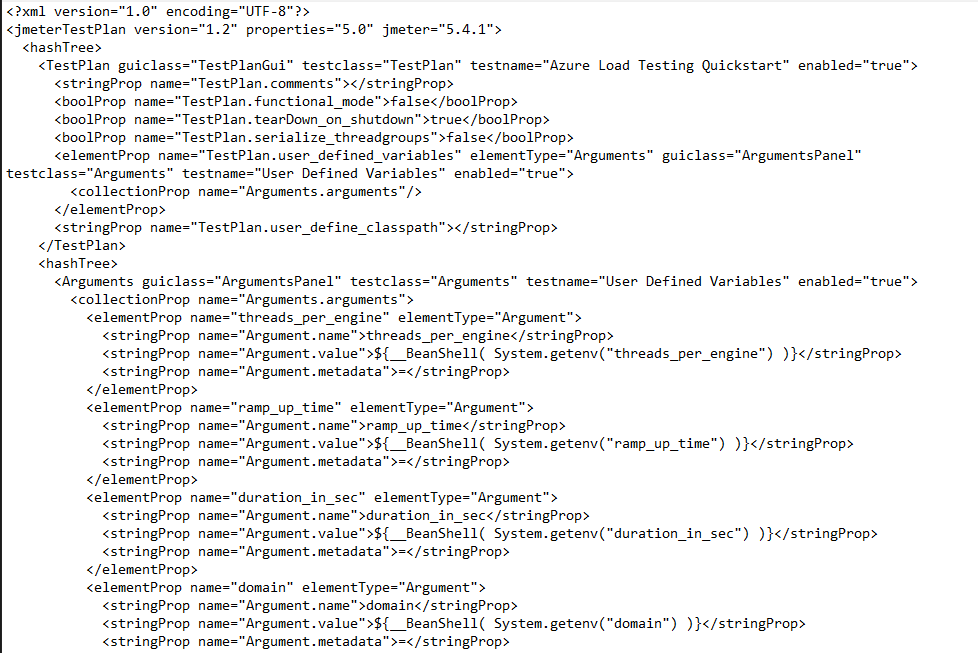 <?xml version="1.0" encoding="UTF-8"?>
<jmeterTestPlan version="1.2" properties="5.0" jmeter="5.4.1">
  <hashTree>
    <TestPlan guiclass="TestPlanGui" testclass="TestPlan" testname="Azure Load Testing Quickstart" enabled="true">
      <stringProp name="TestPlan.comments"></stringProp>
      <boolProp name="TestPlan.functional_mode">false</boolProp>
      <boolProp name="TestPlan.tearDown_on_shutdown">true</boolProp>
      <boolProp name="TestPlan.serialize_threadgroups">false</boolProp>
      <elementProp name="TestPlan.user_defined_variables" elementType="Arguments" guiclass="ArgumentsPanel"
testclass="Arguments" testname="User Defined Variables" enabled="true">
        <collectionProp name="Arguments.arguments"/>
      </elementProp>
      <stringProp name="TestPlan.user_define_classpath"></stringProp>
    </TestPlan>
    <hashTree>
      <Arguments guiclass="ArgumentsPanel" testclass="Arguments" testname="User Defined Variables" enabled="true">
        <collectionProp name="Arguments.arguments">
          <elementProp name="threads_per_engine" elementType="Argument">
            <stringProp name="Argument.name">threads_per_engine</stringProp>
            <stringProp name="Argument.value">${__BeanShell( System.getenv("threads_per_engine") )}</stringProp>
            <stringProp name="Argument.metadata">=</stringProp>
          </elementProp>
          <elementProp name="ramp_up_time" elementType="Argument">
            <stringProp name="Argument.name">ramp_up_time</stringProp>
            <stringProp name="Argument.value">${__BeanShell( System.getenv("ramp_up_time") )}</stringProp>
            <stringProp name="Argument.metadata">=</stringProp>
          </elementProp>
          <elementProp name="duration_in_sec" elementType="Argument">
            <stringProp name="Argument.name">duration_in_sec</stringProp>
            <stringProp name="Argument.value">${__BeanShell( System.getenv("duration_in_sec") )}</stringProp>
            <stringProp name="Argument.metadata">=</stringProp>
          </elementProp>
          <elementProp name="domain" elementType="Argument">
            <stringProp name="Argument.name">domain</stringProp>
            <stringProp name="Argument.value">${__BeanShell( System.getenv("domain") )}</stringProp>
            <stringProp name="Argument.metadata">=</stringProp>